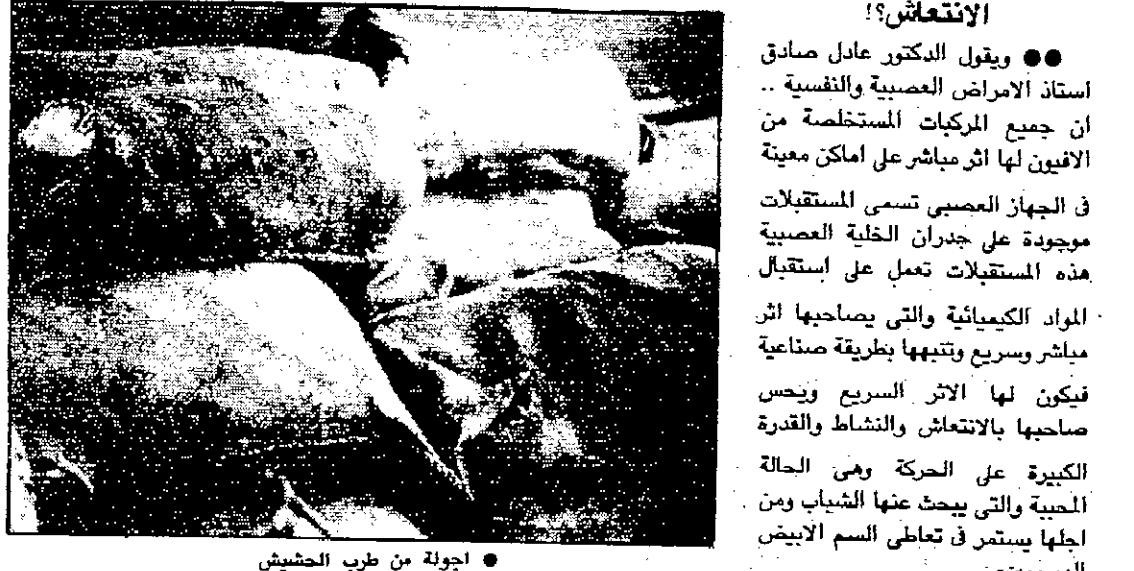 الانتعاش؟!
●● ويقول الدكتور عادل صادق
استاذ الامراض العصبية والنفسية ..
ان جميع المركبات المستخلصة من
الافيون لها اثر مباشر على اماكن معينة
فى الجهاز العصبى تسمى المستقبلات
موجودة على جدران الخلية العصبية
هذه المستقبلات تعمل على استقبال
المواد الكيميائية والتى يصاحبها اثر
مباشر وسريع وتنبهها بطريقة صناعية
فيكون لها الاثر السريع ويحس
صاحبها بالانتعاش والنشاط والقدرة
الكبيرة على الحركة وهى الحالة
المحببة والتى يبحث عنها الشباب ومن
اجلها يستمر فى تعاطى السم الابيض
● اجولة من طرب الحشيش